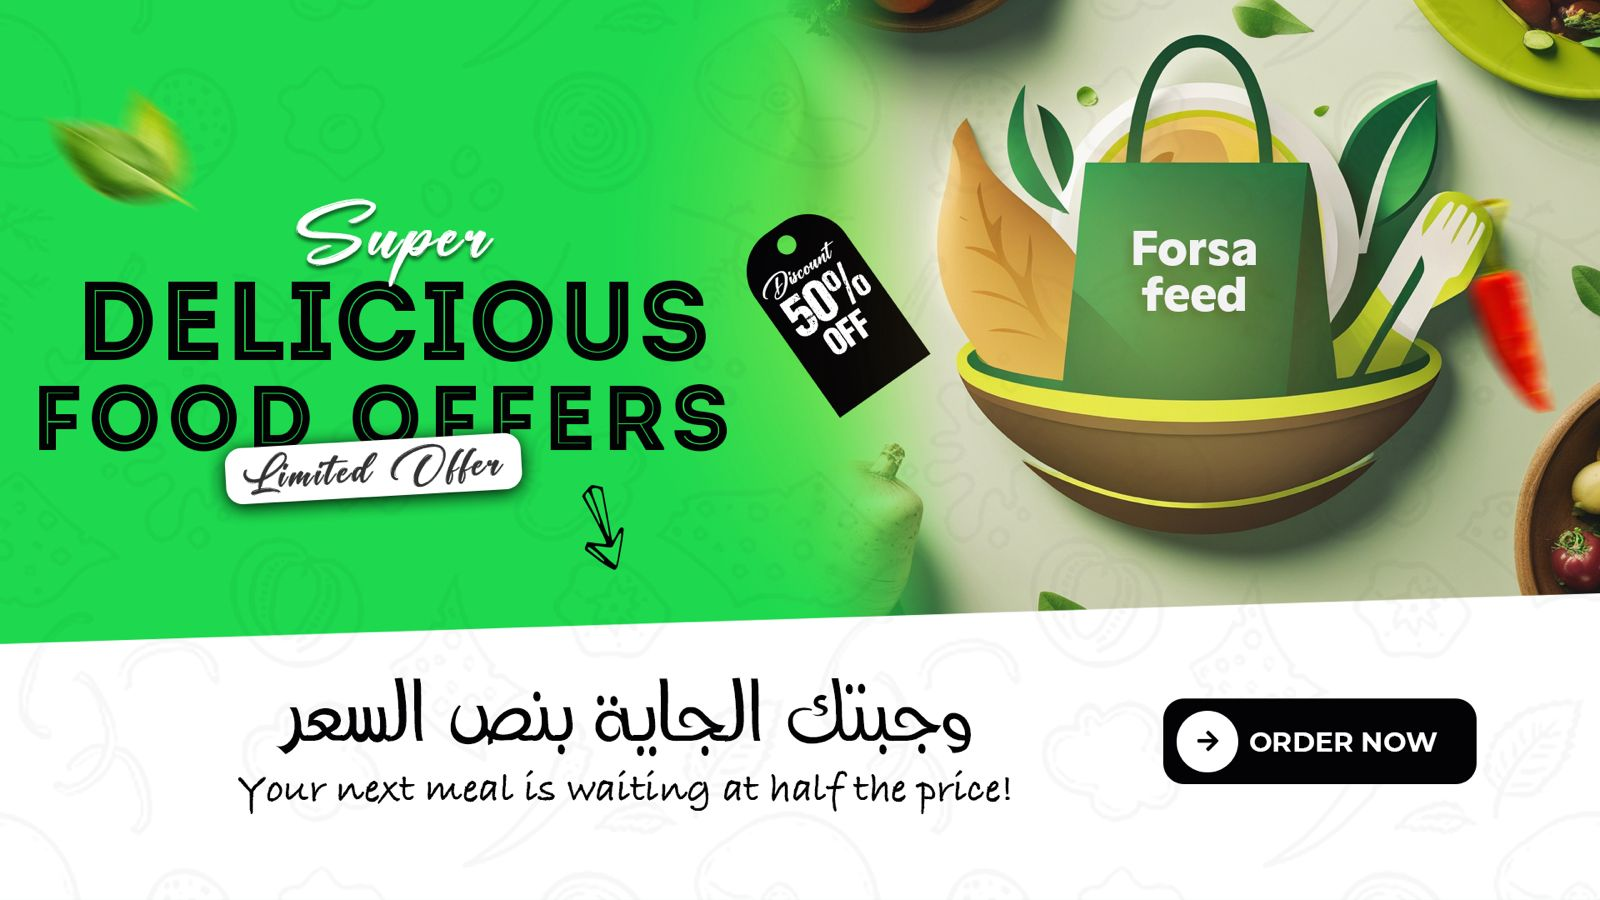 Super
DELICIOUS
FOOD OFFERS
Limited Offer
Discount
50%
OFF
Forsa
feed
وجبتك الجاية بنص السعر
Your next meal is waiting at half the price!
ORDER NOW